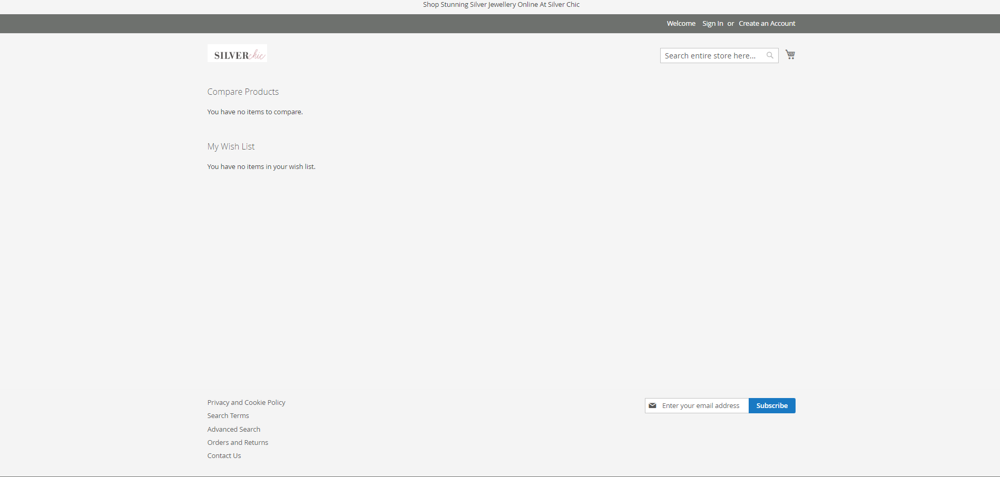 Shop Stunning Silver Jewellery Online At Silver Chic
Welcome Sign In or Create an Account
SILVERchic
Search entire store here...
Compare Products
You have no items to compare.
My Wish List
You have no items in your wish list.
Privacy and Cookie Policy
Search Terms
Advanced Search
Orders and Returns
Contact Us
Enter your email address Subscribe